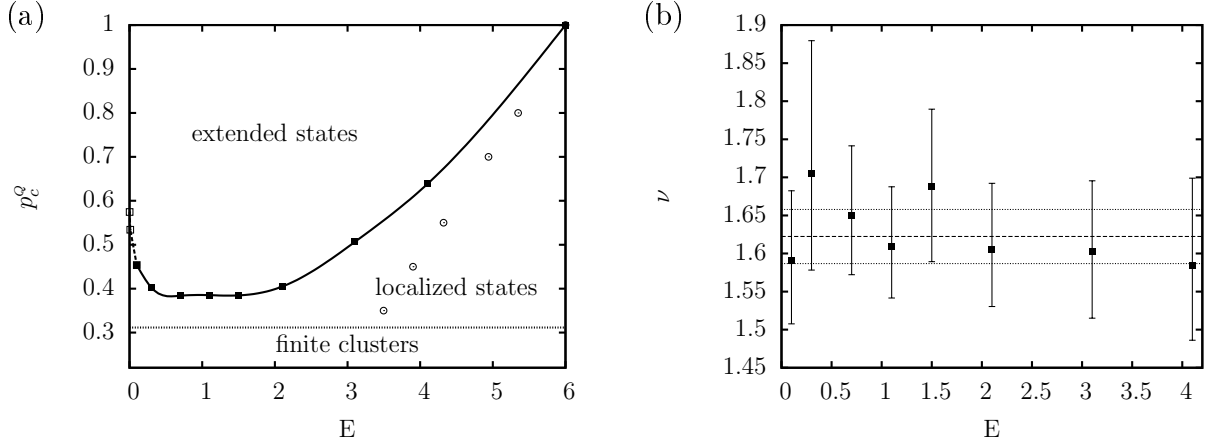 (a)
1
0.9
0.8
0.7
0.6
0.5
0.4
0.3
p_c^Q
extended states
localized states
finite clusters
0 1 2 3 4 5 6
E
(b)
1.9
1.85
1.8
1.75
1.7
1.65
1.6
1.55
1.5
1.45
ν
0 0.5 1 1.5 2 2.5 3 3.5 4
E